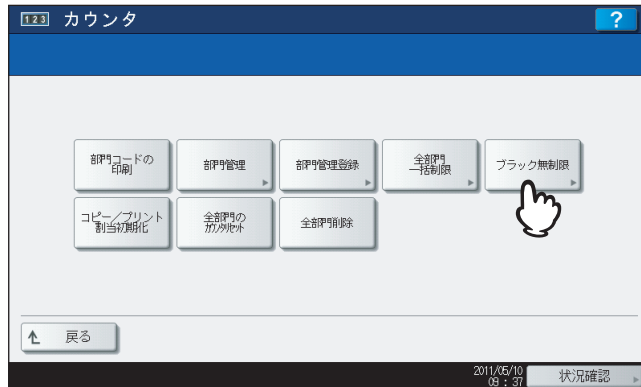 123 カウンタ
?
部門コードの
印刷
部門管理
部門管理登録
全部門
一括制限
ブラック無制限
コピー/プリント
割当初期化
全部門の
カウンタリセット
全部門削除
戻る
2011/05/10
09:37
状況確認